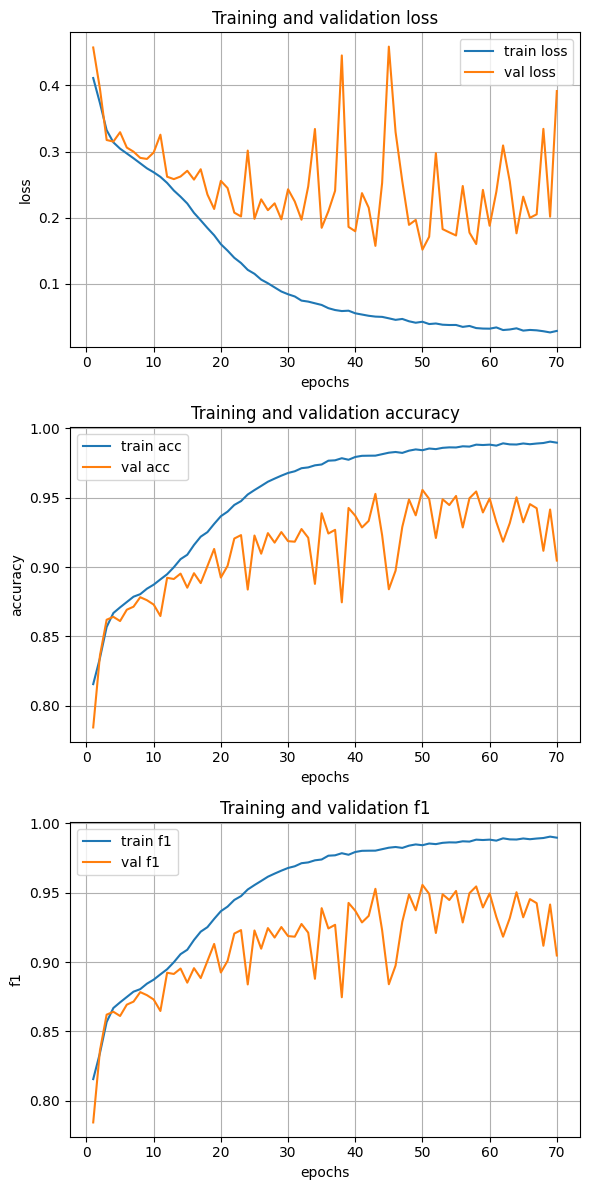 Training and validation loss
train loss
val loss
0.4
0.3
0.2
0.1
loss
0 10 20 30 40 50 60 70
epochs
Training and validation accuracy
train acc
val acc
1.00
0.95
0.90
0.85
0.80
accuracy
0 10 20 30 40 50 60 70
epochs
Training and validation f1
train f1
val f1
1.00
0.95
0.90
0.85
0.80
f1
0 10 20 30 40 50 60 70
epochs